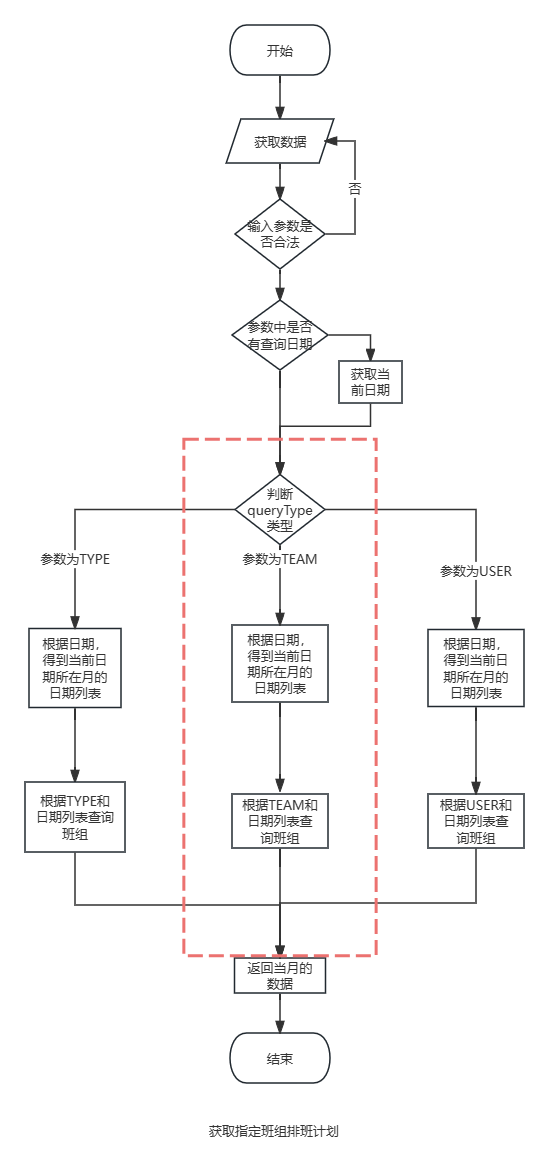 开始
获取数据
否
输入参数是
否合法
参数中是否
有查询日期
获取当
前日期
判断
queryType
类型
参数为TYPE
参数为TEAM
参数为USER
根据日期，
得到当前日
期所在月的
日期列表
根据日期，
得到当前日
期所在月的
日期列表
根据日期，
得到当前日
期所在月的
日期列表
根据TYPE和
日期列表查询
班组
根据TEAM和
日期列表查
询班组
根据USER和
日期列表查
询班组
返回当月的
数据
结束
获取指定班组排班计划